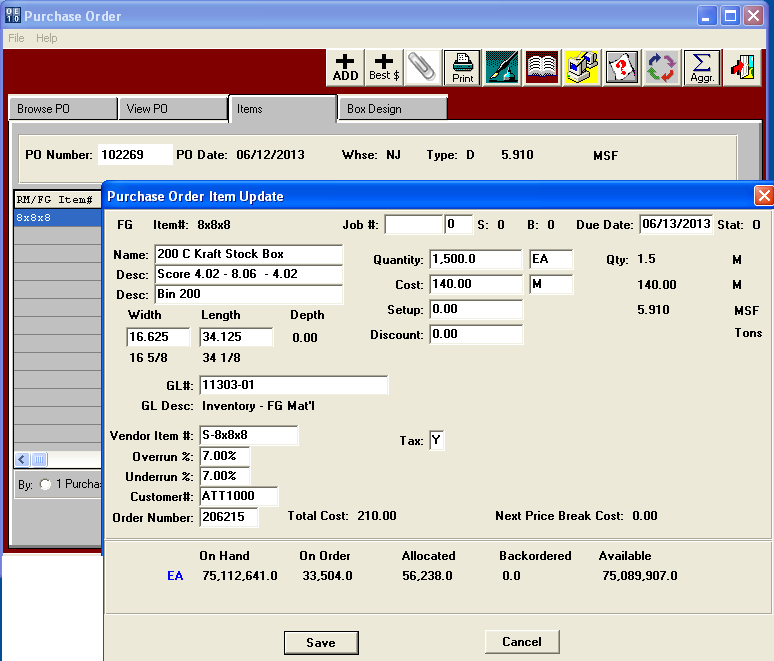 OE 10 Purchase Order
File Help
ADD Best $ Print Σ Aggr.
Browse PO View PO Items Box Design
PO Number: 102269 PO Date: 06/12/2013 Whse: NJ Type: D 5.910 MSF
RM/FG Item#
8x8x8
By: 1 Purcha
Purchase Order Item Update
FG Item#: 8x8x8 Job #: 0 S: 0 B: 0 Due Date: 06/13/2013 Stat: O
Name: 200 C Kraft Stock Box
Desc: Score 4.02 - 8.06 - 4.02
Desc: Bin 200
Quantity: 1,500.0 EA Qty: 1.5 M
Cost: 140.00 M 140.00 M
Setup: 0.00 5.910 MSF
Discount: 0.00 Tons
Width Length Depth
16.625 34.125 0.00
16 5/8 34 1/8
GL#: 11303-01
GL Desc: Inventory - FG Mat'l
Vendor Item #: S-8x8x8 Tax: Y
Overrun %: 7.00%
Underrun %: 7.00%
Customer#: ATT1000
Order Number: 206215 Total Cost: 210.00 Next Price Break Cost: 0.00
On Hand On Order Allocated Backordered Available
EA 75,112,641.0 33,504.0 56,238.0 0.0 75,089,907.0
Save Cancel